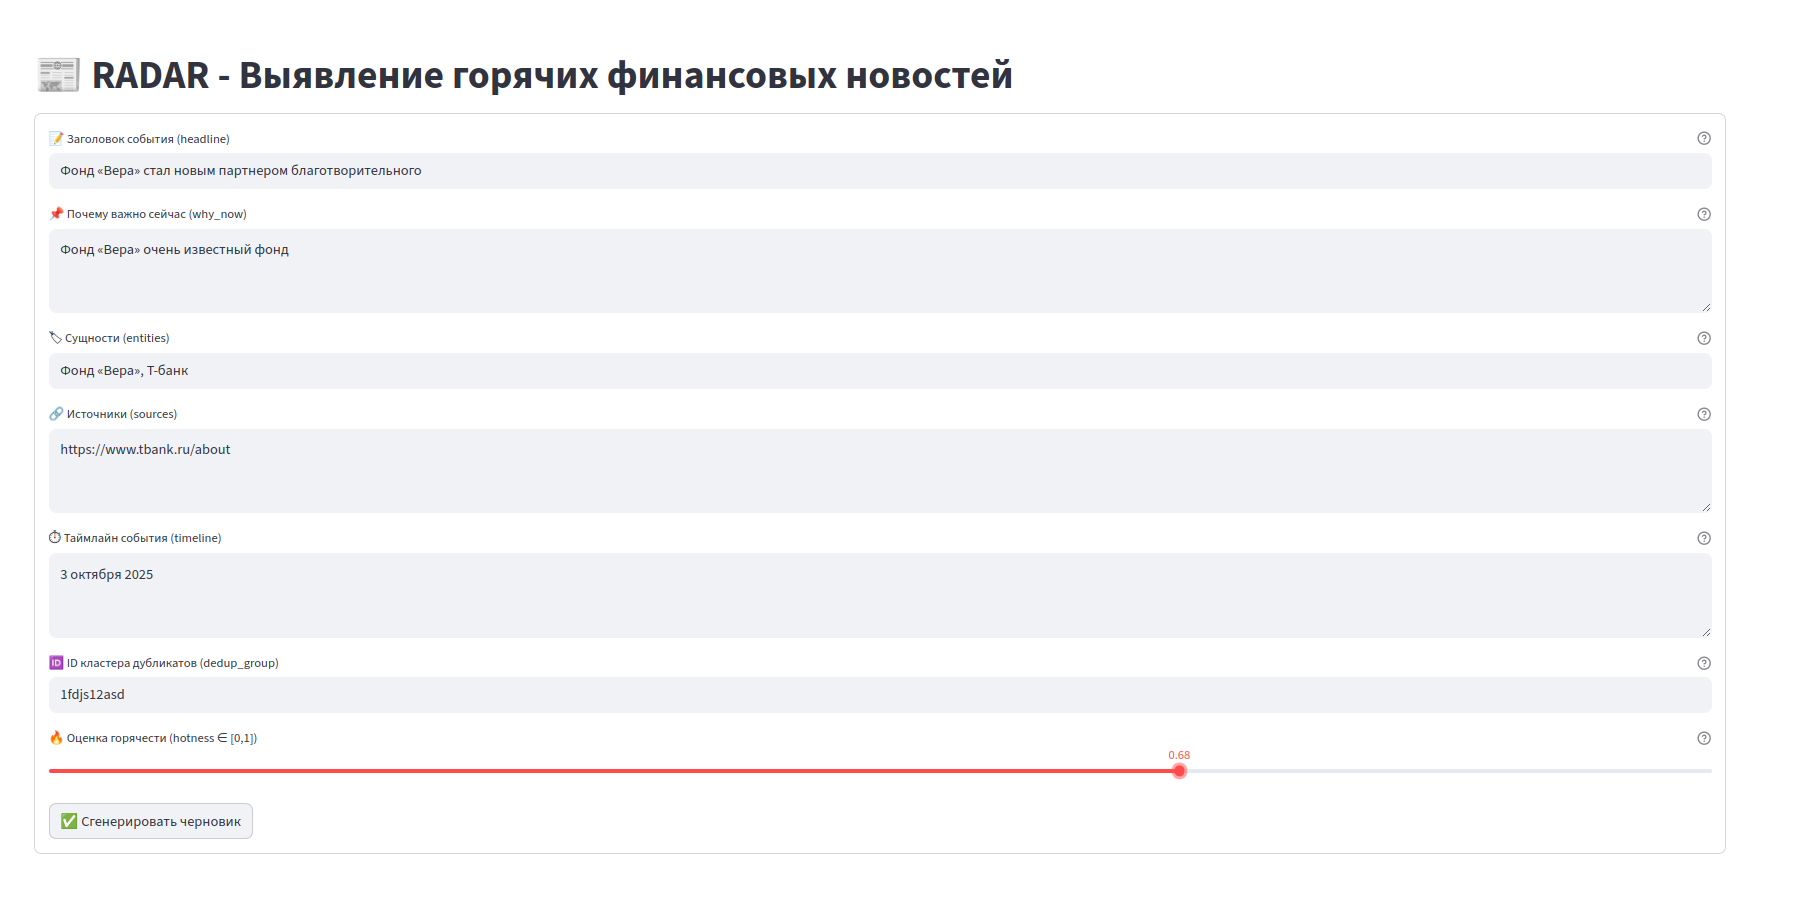 RADAR - Выявление горячих финансовых новостей
Заголовок события (headline)
Фонд «Вера» стал новым партнером благотворительного
Почему важно сейчас (why_now)
Фонд «Вера» очень известный фонд
Сущности (entities)
Фонд «Вера», Т-банк
Источники (sources)
https://www.tbank.ru/about
Таймлайн события (timeline)
3 октября 2025
ID кластера дубликатов (dedup_group)
1fdjs12asd
Оценка горячести (hotness ∈ [0,1])
0.68
Сгенерировать черновик